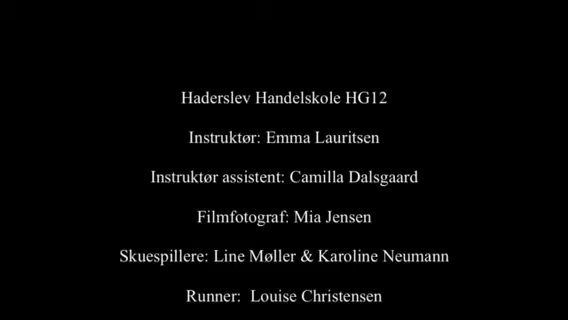 Haderslev Handelskole HG12
Instruktør: Emma Lauritsen
Instruktør assistent: Camilla Dalsgaard
Filmfotograf: Mia Jensen
Skuespillere: Line Møller & Karoline Neumann
Runner:  Louise Christensen